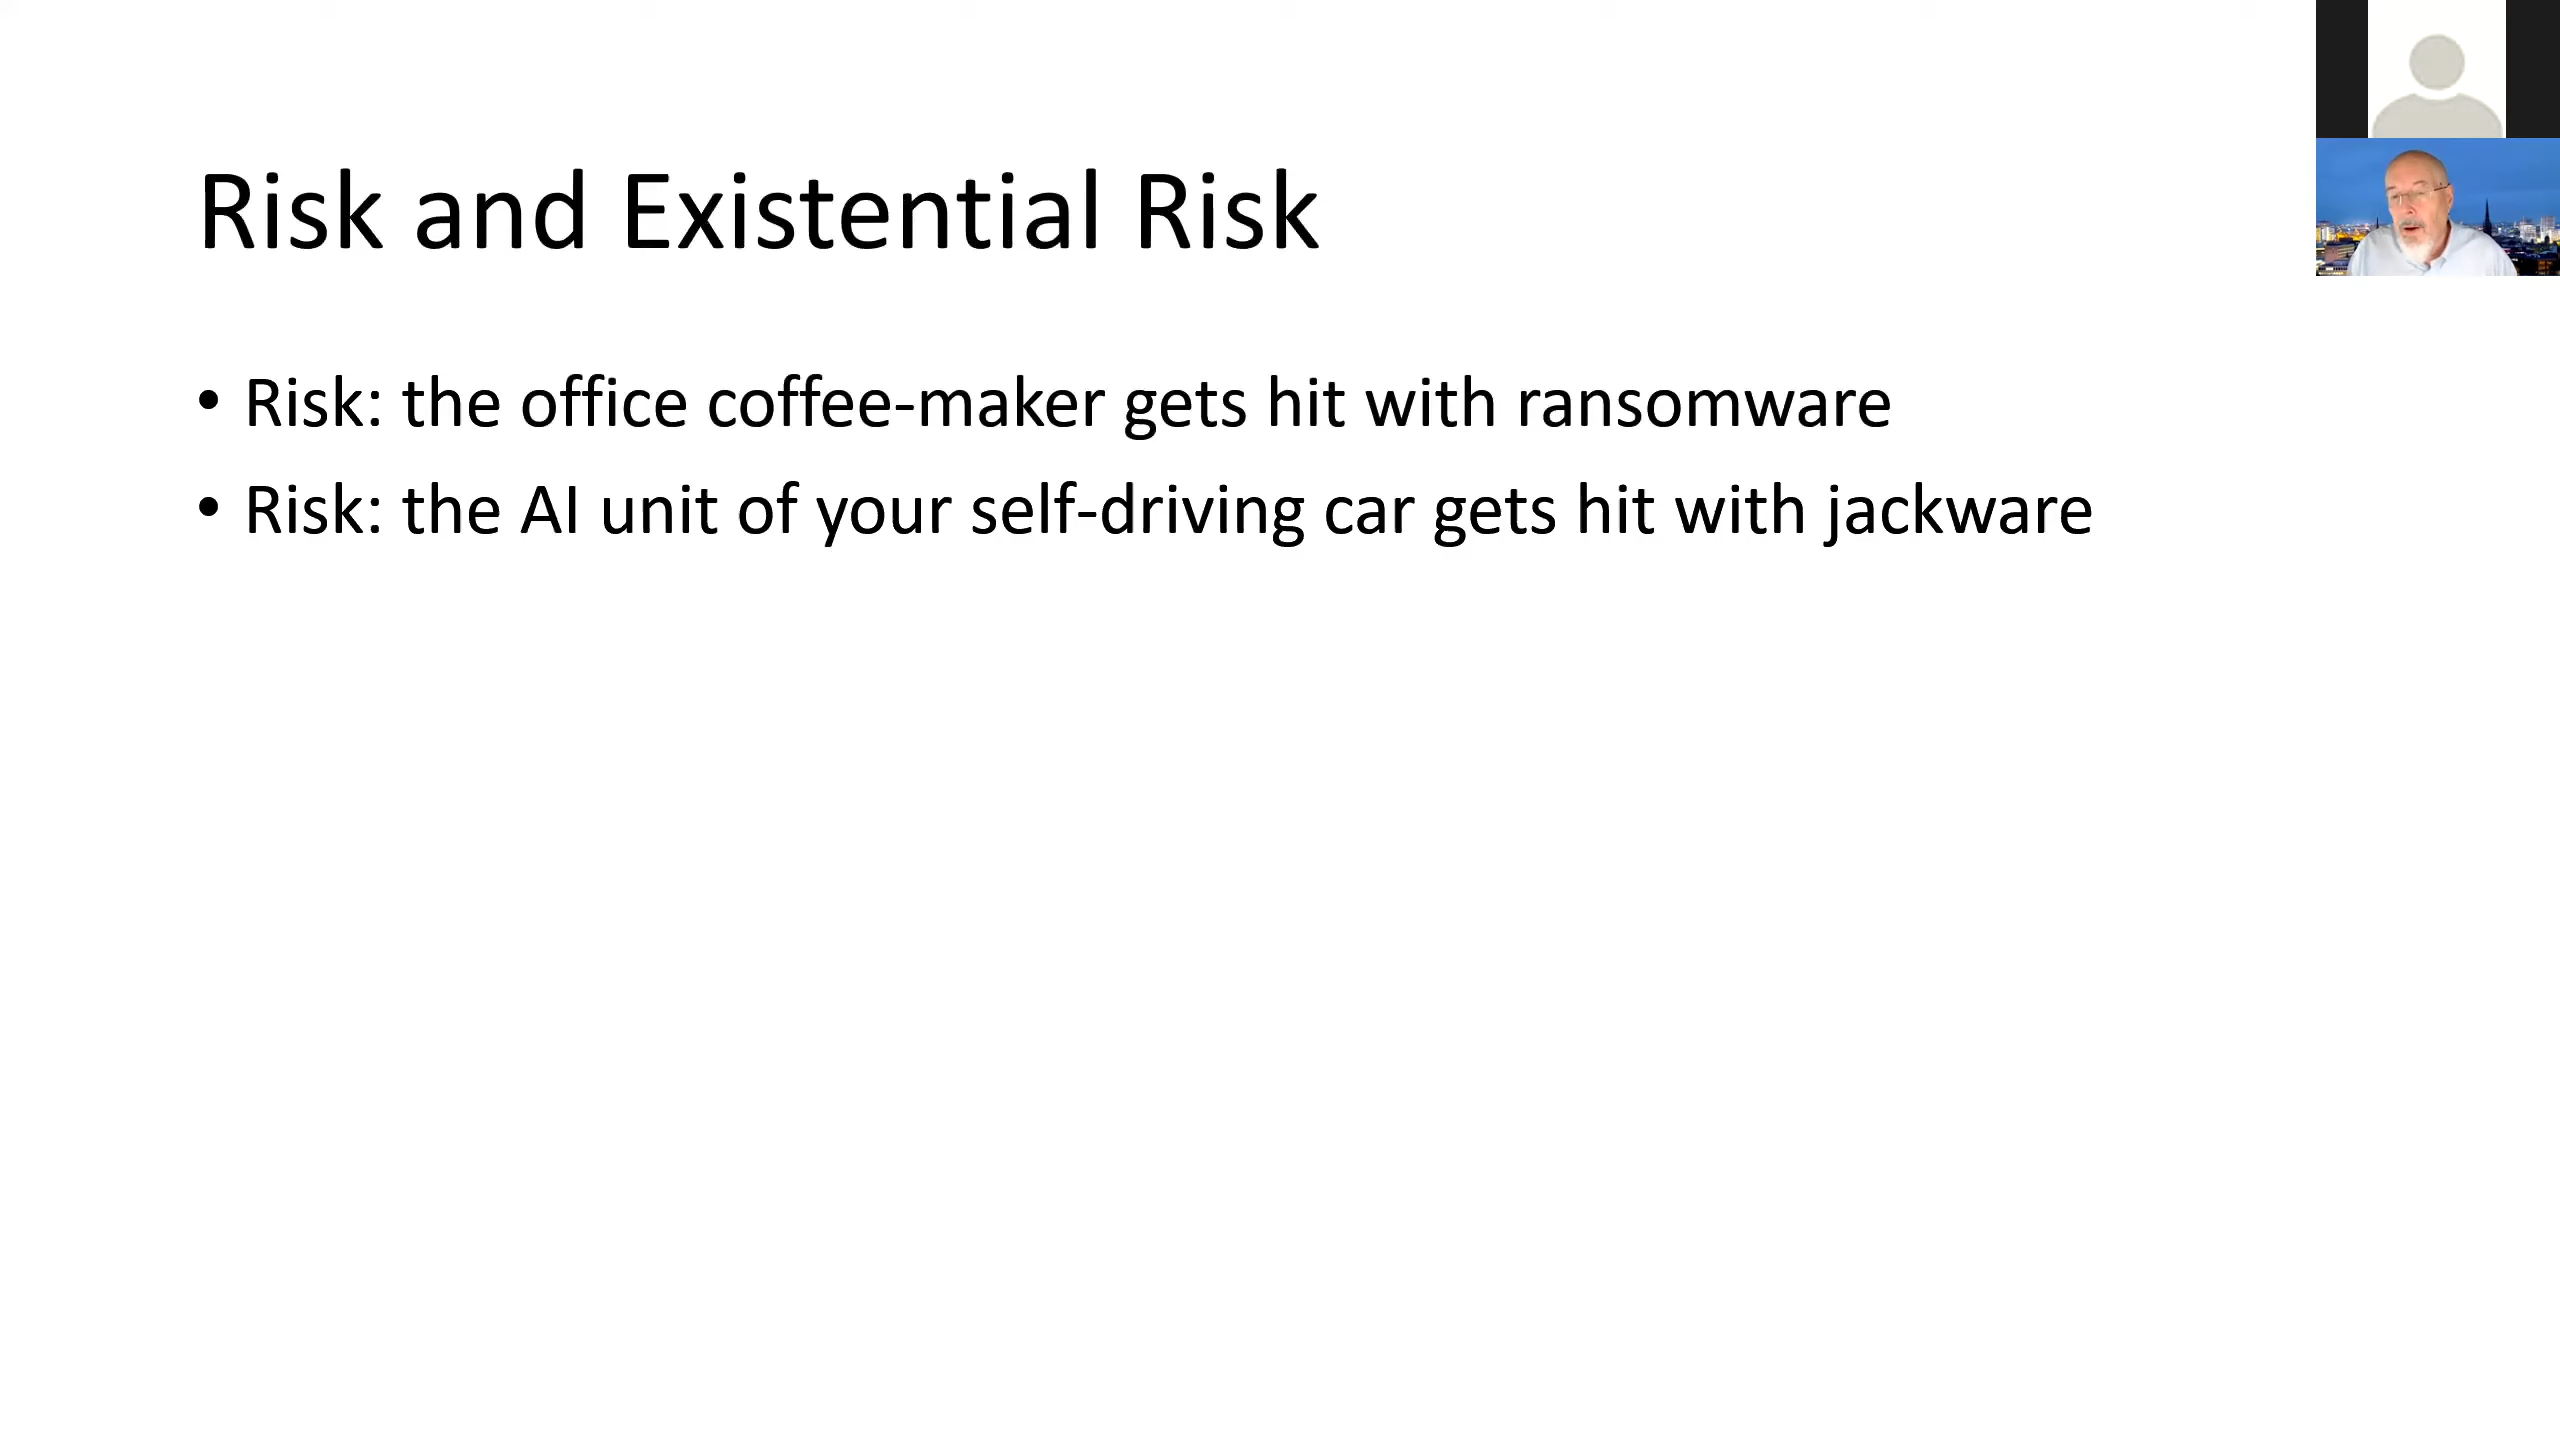 Risk and Existential Risk
• Risk: the office coffee-maker gets hit with ransomware
• Risk: the AI unit of your self-driving car gets hit with jackware